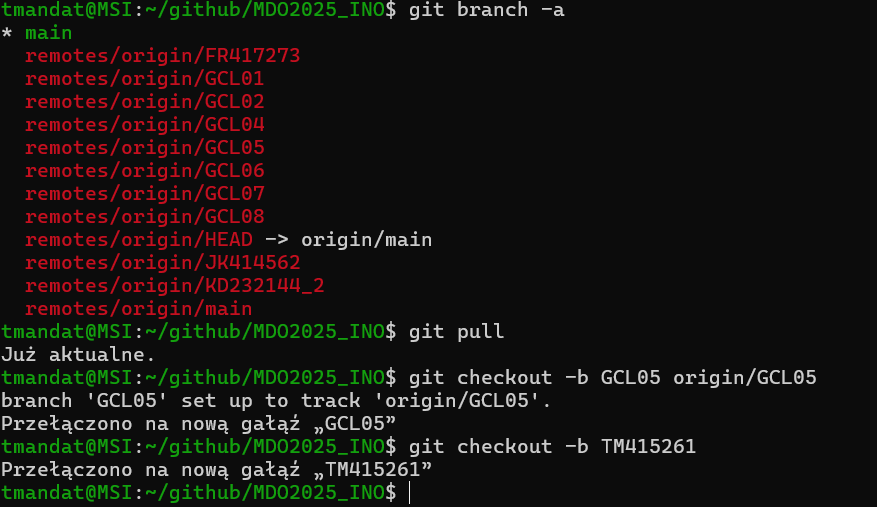 tmandat@MSI:~/github/MDO2025_INO$ git branch -a
* main
  remotes/origin/FR417273
  remotes/origin/GCL01
  remotes/origin/GCL02
  remotes/origin/GCL04
  remotes/origin/GCL05
  remotes/origin/GCL06
  remotes/origin/GCL07
  remotes/origin/GCL08
  remotes/origin/HEAD -> origin/main
  remotes/origin/JK414562
  remotes/origin/KD232144_2
  remotes/origin/main
tmandat@MSI:~/github/MDO2025_INO$ git pull
Już aktualne.
tmandat@MSI:~/github/MDO2025_INO$ git checkout -b GCL05 origin/GCL05
branch 'GCL05' set up to track 'origin/GCL05'.
Przełączono na nową gałąź „GCL05”
tmandat@MSI:~/github/MDO2025_INO$ git checkout -b TM415261
Przełączono na nową gałąź „TM415261”
tmandat@MSI:~/github/MDO2025_INO$